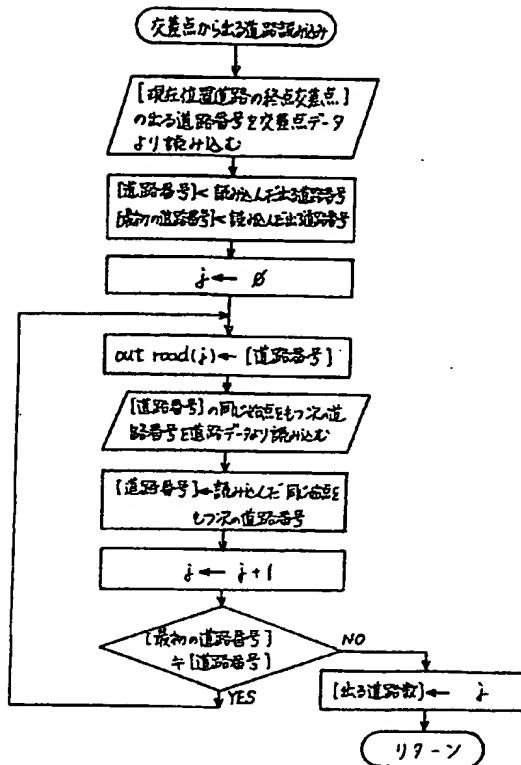 交差点から出る道路読み込み
[現在位置道路の終点交差点]
の出る道路番号を交差点データ
より読み込む
[道路番号]←読み込んだ出る道路番号
[最初の道路番号]←読み込んだ出る道路番号
j ← 0
out road(j) ← [道路番号]
[道路番号]の同じ始点をもつ次の道
路番号を道路データより読み込む
[道路番号]←読み込んだ同じ始点を
もつ次の道路番号
j ← j+1
[最初の道路番号]
≠[道路番号]
NO
YES
[出る道路数]← j
リターン